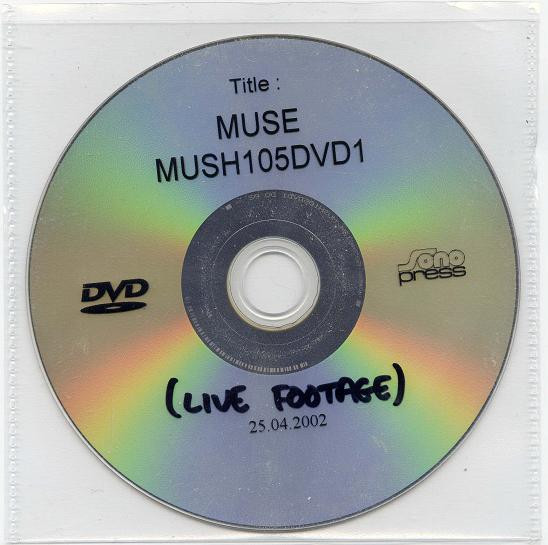 Title :
MUSE
MUSH105DVD1
DVD
Sono
press
(LIVE FOOTAGE)
25.04.2002